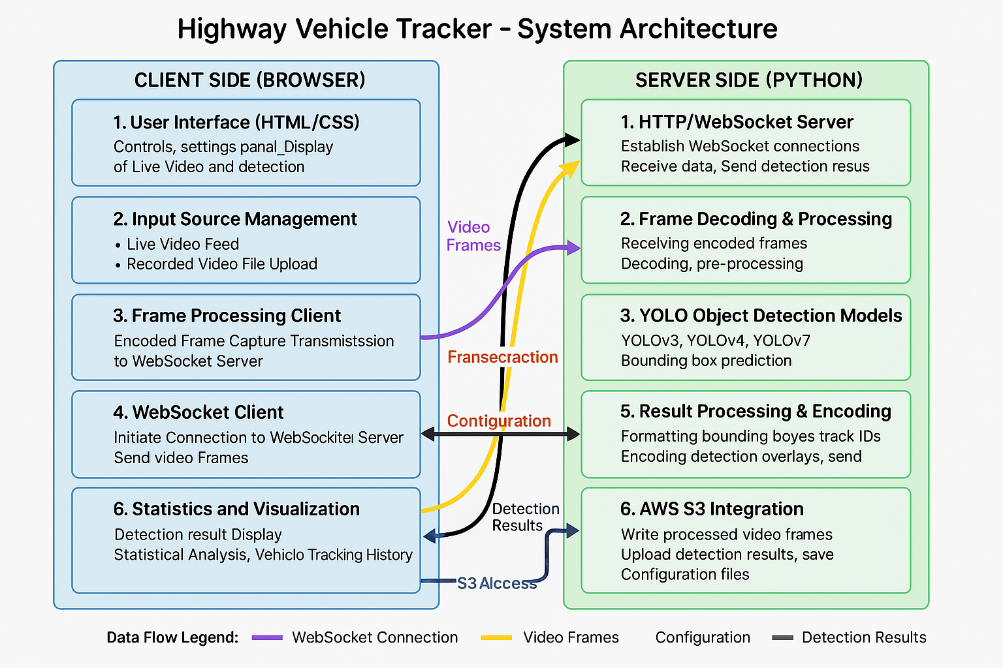 Highway Vehicle Tracker - System Architecture
CLIENT SIDE (BROWSER)
1. User Interface (HTML/CSS)
Controls, settings panal_Display
of Live Video and detection
2. Input Source Management
• Live Video Feed
• Recorded Video File Upload
3. Frame Processing Client
Encoded Frame Capture Transmistssion
to WebSocket Server
4. WebSocket Client
Initiate Connection to WebSockiteı Server
Send video Frames
6. Statistics and Visualization
Detection result Display
Statistical Analysis, Vehiclo Tracking History
Video
Frames
Fransecraction
Contiguration
Detection
Results
S3 Alccess
SERVER SIDE (PYTHON)
1. HTTP/WebSocket Server
Establish WebSocket connections
Receive data, Send detection resus
2. Frame Decoding & Processing
Receiving encoded frames
Decoding, pre-processing
3. YOLO Object Detection Models
YOLOv3, YOLOv4, YOLOv7
Bounding box prediction
5. Result Processing & Encoding
Formatting bounding boyes track IDs
Encoding detection overlays, send
6. AWS S3 Integration
Write processed video frames
Upload detection results, save
Configuration files
Data Flow Legend: WebSocket Connection Video Frames Configuration Detection Results